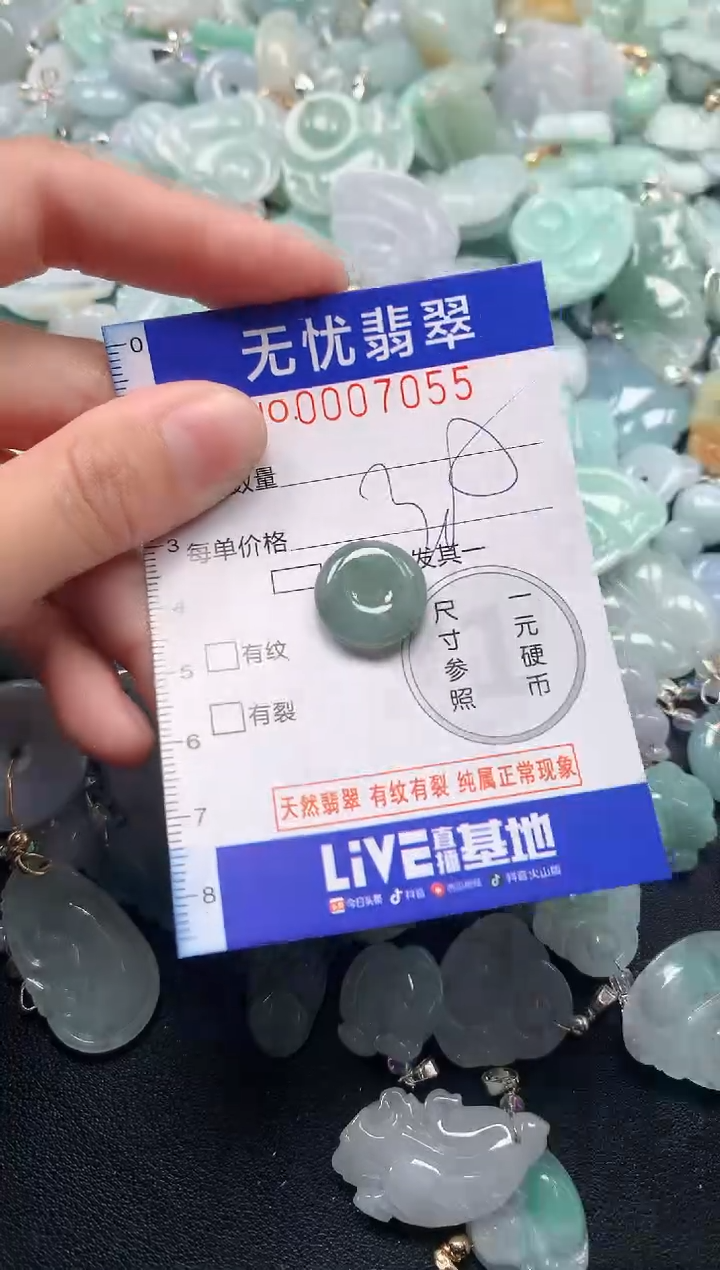 无忧翡翠
0007055
数量
每单价格
发其一
有纹
有裂
一元硬币
尺寸参照
天然翡翠 有纹有裂 纯属正常现象
LiVE直播基地
今日头条 抖音 西瓜视频 抖音火山版
0
3
4
5
6
7
8